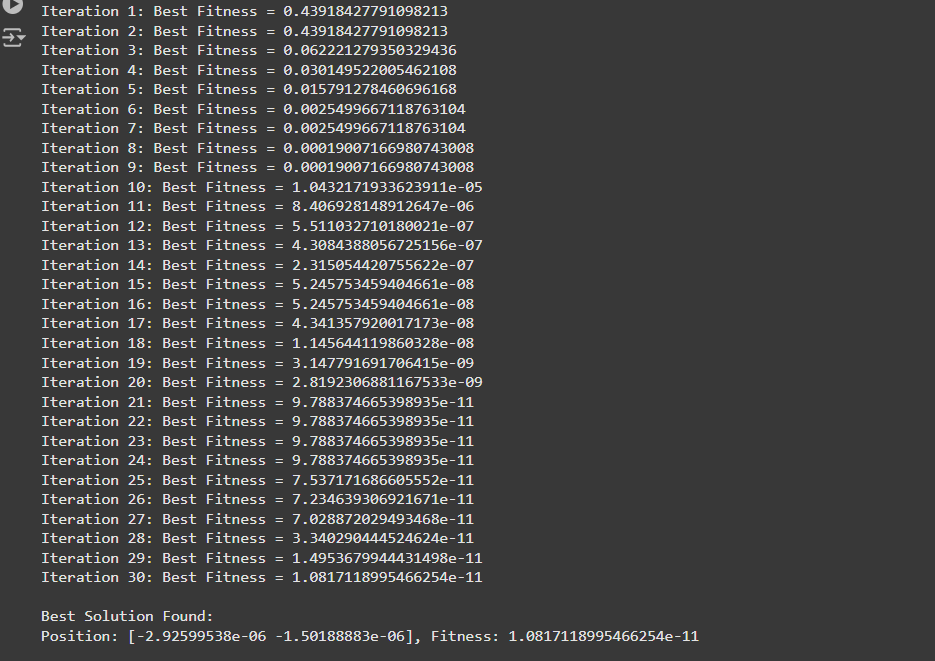 Iteration 1: Best Fitness = 0.43918427791098213
Iteration 2: Best Fitness = 0.43918427791098213
Iteration 3: Best Fitness = 0.062221279350329436
Iteration 4: Best Fitness = 0.030149522005462108
Iteration 5: Best Fitness = 0.015791278460696168
Iteration 6: Best Fitness = 0.0025499667118763104
Iteration 7: Best Fitness = 0.0025499667118763104
Iteration 8: Best Fitness = 0.00019007166980743008
Iteration 9: Best Fitness = 0.00019007166980743008
Iteration 10: Best Fitness = 1.0432171933623911e-05
Iteration 11: Best Fitness = 8.406928148912647e-06
Iteration 12: Best Fitness = 5.511032710180021e-07
Iteration 13: Best Fitness = 4.3084388056725156e-07
Iteration 14: Best Fitness = 2.315054420755622e-07
Iteration 15: Best Fitness = 5.245753459404661e-08
Iteration 16: Best Fitness = 5.245753459404661e-08
Iteration 17: Best Fitness = 4.341357920017173e-08
Iteration 18: Best Fitness = 1.145644119860328e-08
Iteration 19: Best Fitness = 3.147791691706415e-09
Iteration 20: Best Fitness = 2.8192306881167533e-09
Iteration 21: Best Fitness = 9.788374665398935e-11
Iteration 22: Best Fitness = 9.788374665398935e-11
Iteration 23: Best Fitness = 9.788374665398935e-11
Iteration 24: Best Fitness = 9.788374665398935e-11
Iteration 25: Best Fitness = 7.537171686605552e-11
Iteration 26: Best Fitness = 7.234639306921671e-11
Iteration 27: Best Fitness = 7.028872029493468e-11
Iteration 28: Best Fitness = 3.340290444524624e-11
Iteration 29: Best Fitness = 1.4953679944431498e-11
Iteration 30: Best Fitness = 1.0817118995466254e-11
Best Solution Found:
Position: [-2.92599538e-06 -1.50188883e-06], Fitness: 1.0817118995466254e-11